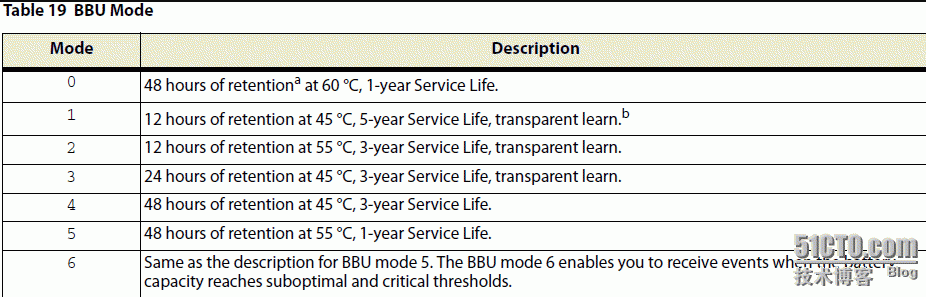 Table 19 BBU Mode
Mode Description
0 48 hours of retentionᵃ at 60 °C, 1-year Service Life.
1 12 hours of retention at 45 °C, 5-year Service Life, transparent learn.ᵇ
2 12 hours of retention at 55 °C, 3-year Service Life, transparent learn.
3 24 hours of retention at 45 °C, 3-year Service Life, transparent learn.
4 48 hours of retention at 45 °C, 3-year Service Life.
5 48 hours of retention at 55 °C, 1-year Service Life.
6 Same as the description for BBU mode 5. The BBU mode 6 enables you to receive events when the battery
capacity reaches suboptimal and critical thresholds.
51CTO.com
技术博客 Blog